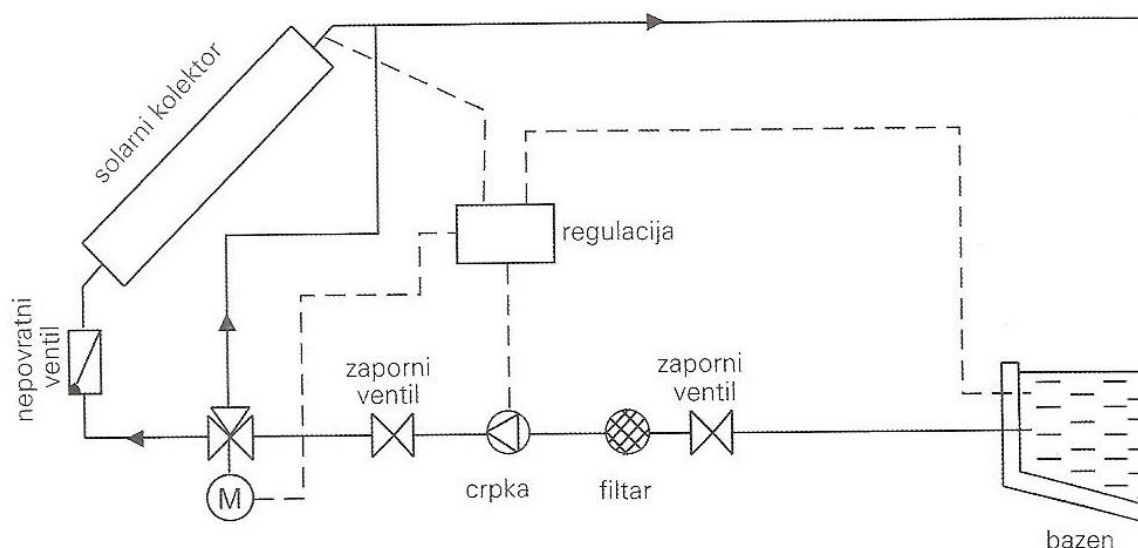 solarni kolektor
regulacija
nepovratni
ventil
zaporni
ventil
zaporni
ventil
M
crpka
filtar
bazen